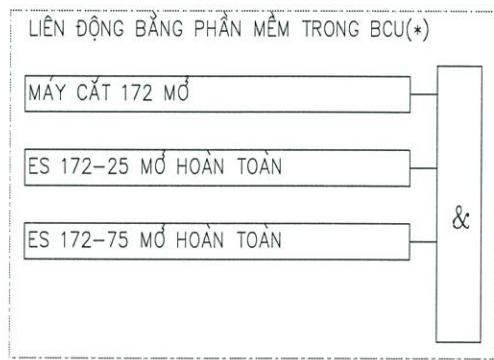 LIÊN ĐỘNG BẰNG PHẦN MỀM TRONG BCU(*)
MÁY CẮT 172 MỞ
ES 172-25 MỞ HOÀN TOÀN
ES 172-75 MỞ HOÀN TOÀN
&